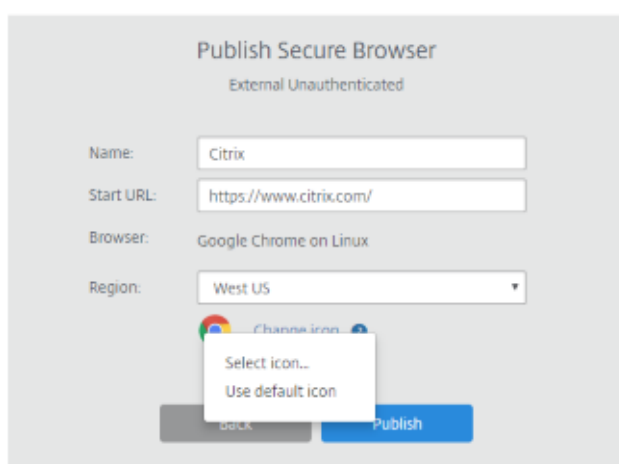 Publish Secure Browser
External Unauthenticated
Name: Citrix
Start URL: https://www.citrix.com/
Browser: Google Chrome on Linux
Region: West US
Change icon ?
Select icon...
Use default icon
Back Publish